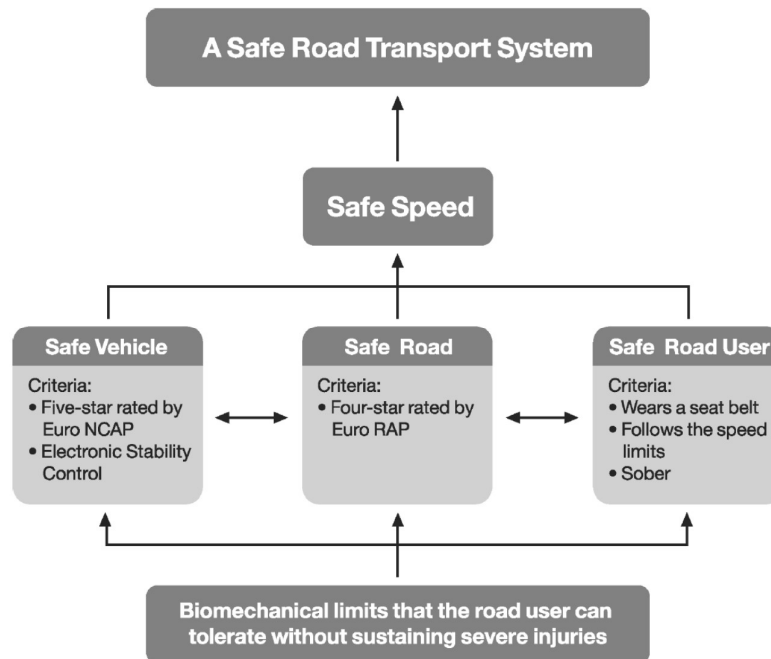 A Safe Road Transport System
Safe Speed
Safe Vehicle
Criteria:
• Five-star rated by
Euro NCAP
• Electronic Stability
Control
Safe Road
Criteria:
• Four-star rated by
Euro RAP
Safe Road User
Criteria:
• Wears a seat belt
• Follows the speed
limits
• Sober
Biomechanical limits that the road user can
tolerate without sustaining severe injuries